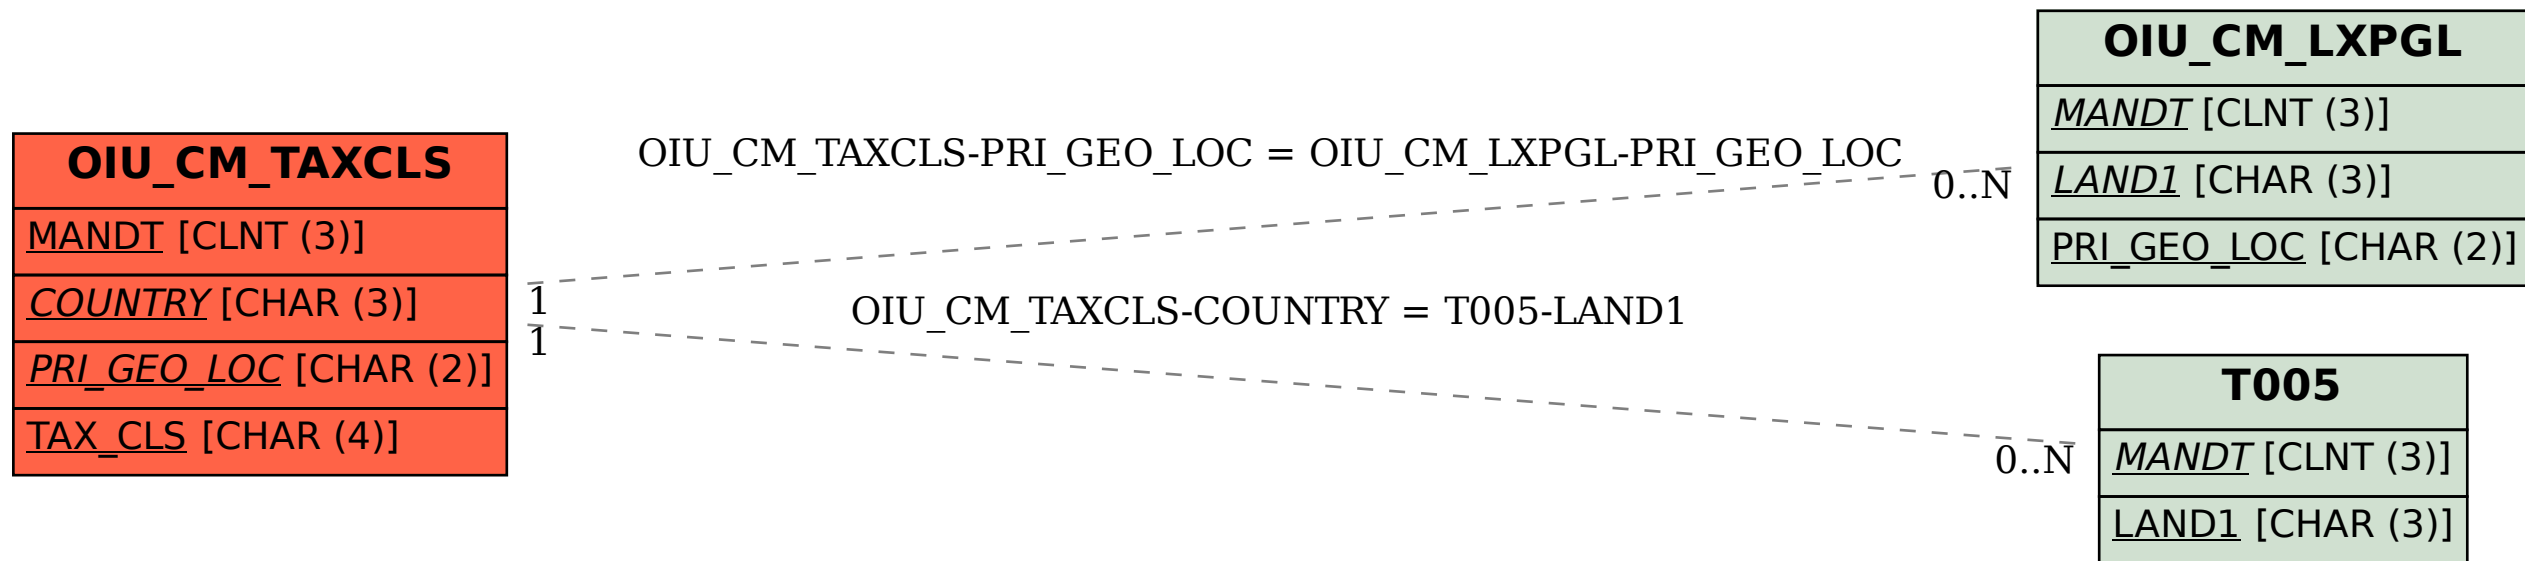 OIU_CM_TAXCLS
MANDT [CLNT (3)]
COUNTRY [CHAR (3)]
PRI_GEO_LOC [CHAR (2)]
TAX_CLS [CHAR (4)]
OIU_CM_TAXCLS-PRI_GEO_LOC = OIU_CM_LXPGL-PRI_GEO_LOC
0..N
1
OIU_CM_TAXCLS-COUNTRY = T005-LAND1
1
0..N
OIU_CM_LXPGL
MANDT [CLNT (3)]
LAND1 [CHAR (3)]
PRI_GEO_LOC [CHAR (2)]
T005
MANDT [CLNT (3)]
LAND1 [CHAR (3)]